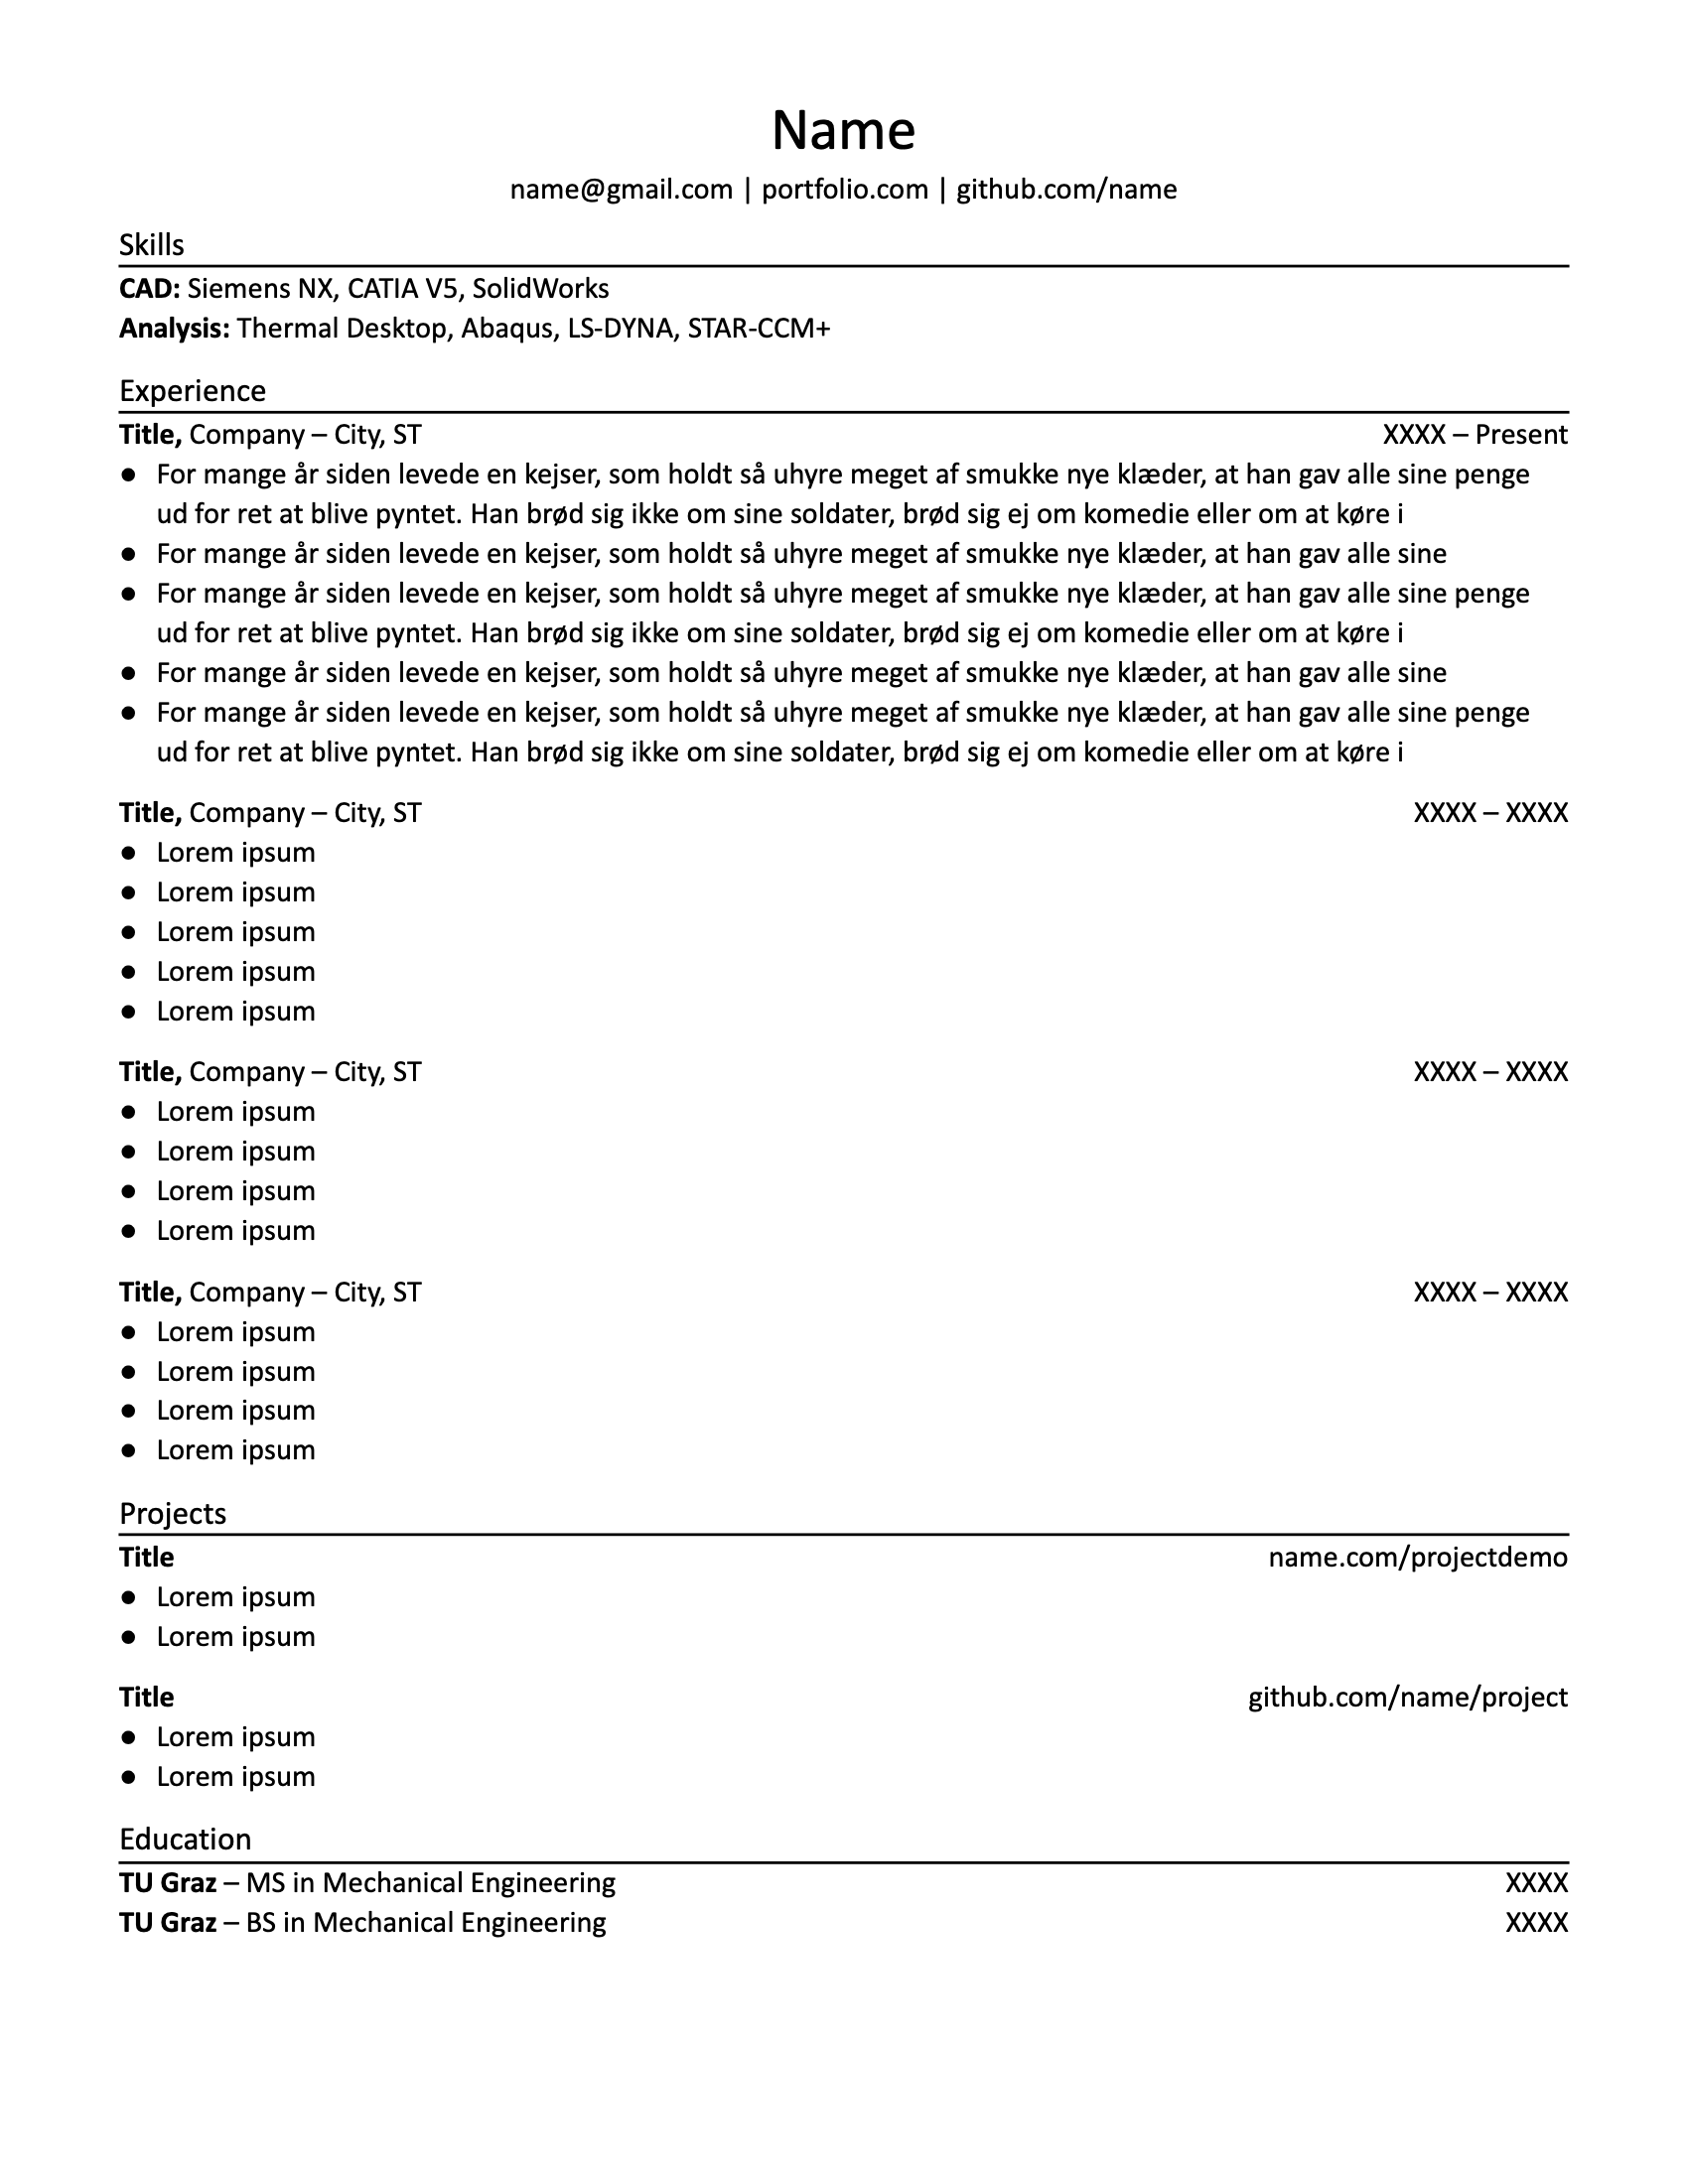 Name
name@gmail.com | portfolio.com | github.com/name
Skills
CAD: Siemens NX, CATIA V5, SolidWorks
Analysis: Thermal Desktop, Abaqus, LS-DYNA, STAR-CCM+
Experience
Title, Company – City, ST XXXX – Present
● For mange år siden levede en kejser, som holdt så uhyre meget af smukke nye klæder, at han gav alle sine penge
ud for ret at blive pyntet. Han brød sig ikke om sine soldater, brød sig ej om komedie eller om at køre i
● For mange år siden levede en kejser, som holdt så uhyre meget af smukke nye klæder, at han gav alle sine
● For mange år siden levede en kejser, som holdt så uhyre meget af smukke nye klæder, at han gav alle sine penge
ud for ret at blive pyntet. Han brød sig ikke om sine soldater, brød sig ej om komedie eller om at køre i
● For mange år siden levede en kejser, som holdt så uhyre meget af smukke nye klæder, at han gav alle sine
● For mange år siden levede en kejser, som holdt så uhyre meget af smukke nye klæder, at han gav alle sine penge
ud for ret at blive pyntet. Han brød sig ikke om sine soldater, brød sig ej om komedie eller om at køre i
Title, Company – City, ST XXXX – XXXX
● Lorem ipsum
● Lorem ipsum
● Lorem ipsum
● Lorem ipsum
● Lorem ipsum
Title, Company – City, ST XXXX – XXXX
● Lorem ipsum
● Lorem ipsum
● Lorem ipsum
● Lorem ipsum
Title, Company – City, ST XXXX – XXXX
● Lorem ipsum
● Lorem ipsum
● Lorem ipsum
● Lorem ipsum
Projects
Title name.com/projectdemo
● Lorem ipsum
● Lorem ipsum
Title github.com/name/project
● Lorem ipsum
● Lorem ipsum
Education
TU Graz – MS in Mechanical Engineering XXXX
TU Graz – BS in Mechanical Engineering XXXX